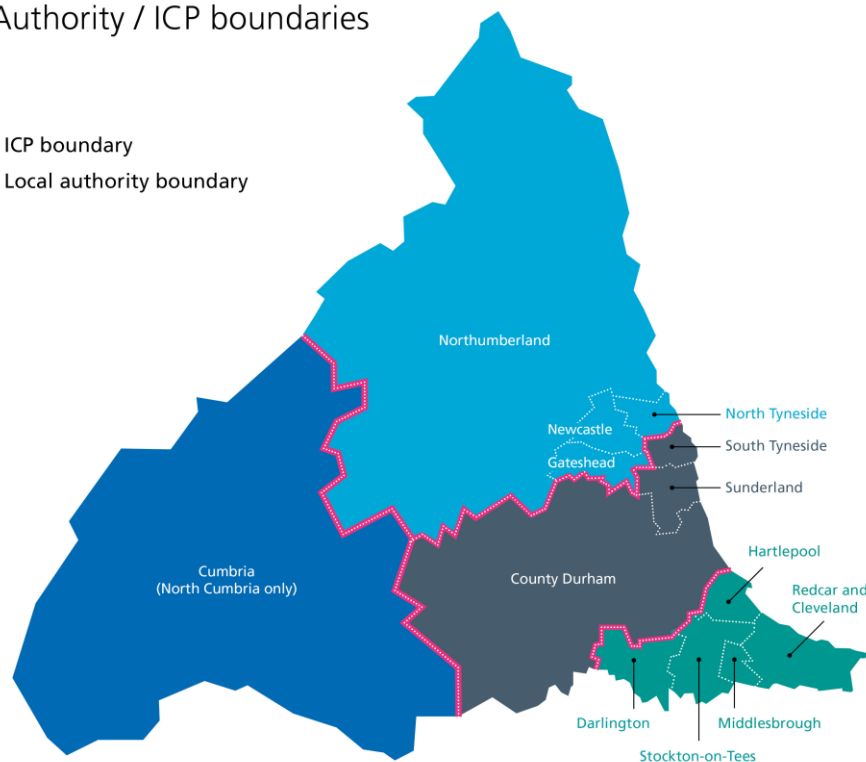 Authority / ICP boundaries
ICP boundary
Local authority boundary
Northumberland
Newcastle
North Tyneside
Gateshead
South Tyneside
Sunderland
Hartlepool
Cumbria
(North Cumbria only)
County Durham
Redcar and
Cleveland
Darlington
Middlesbrough
Stockton-on-Tees